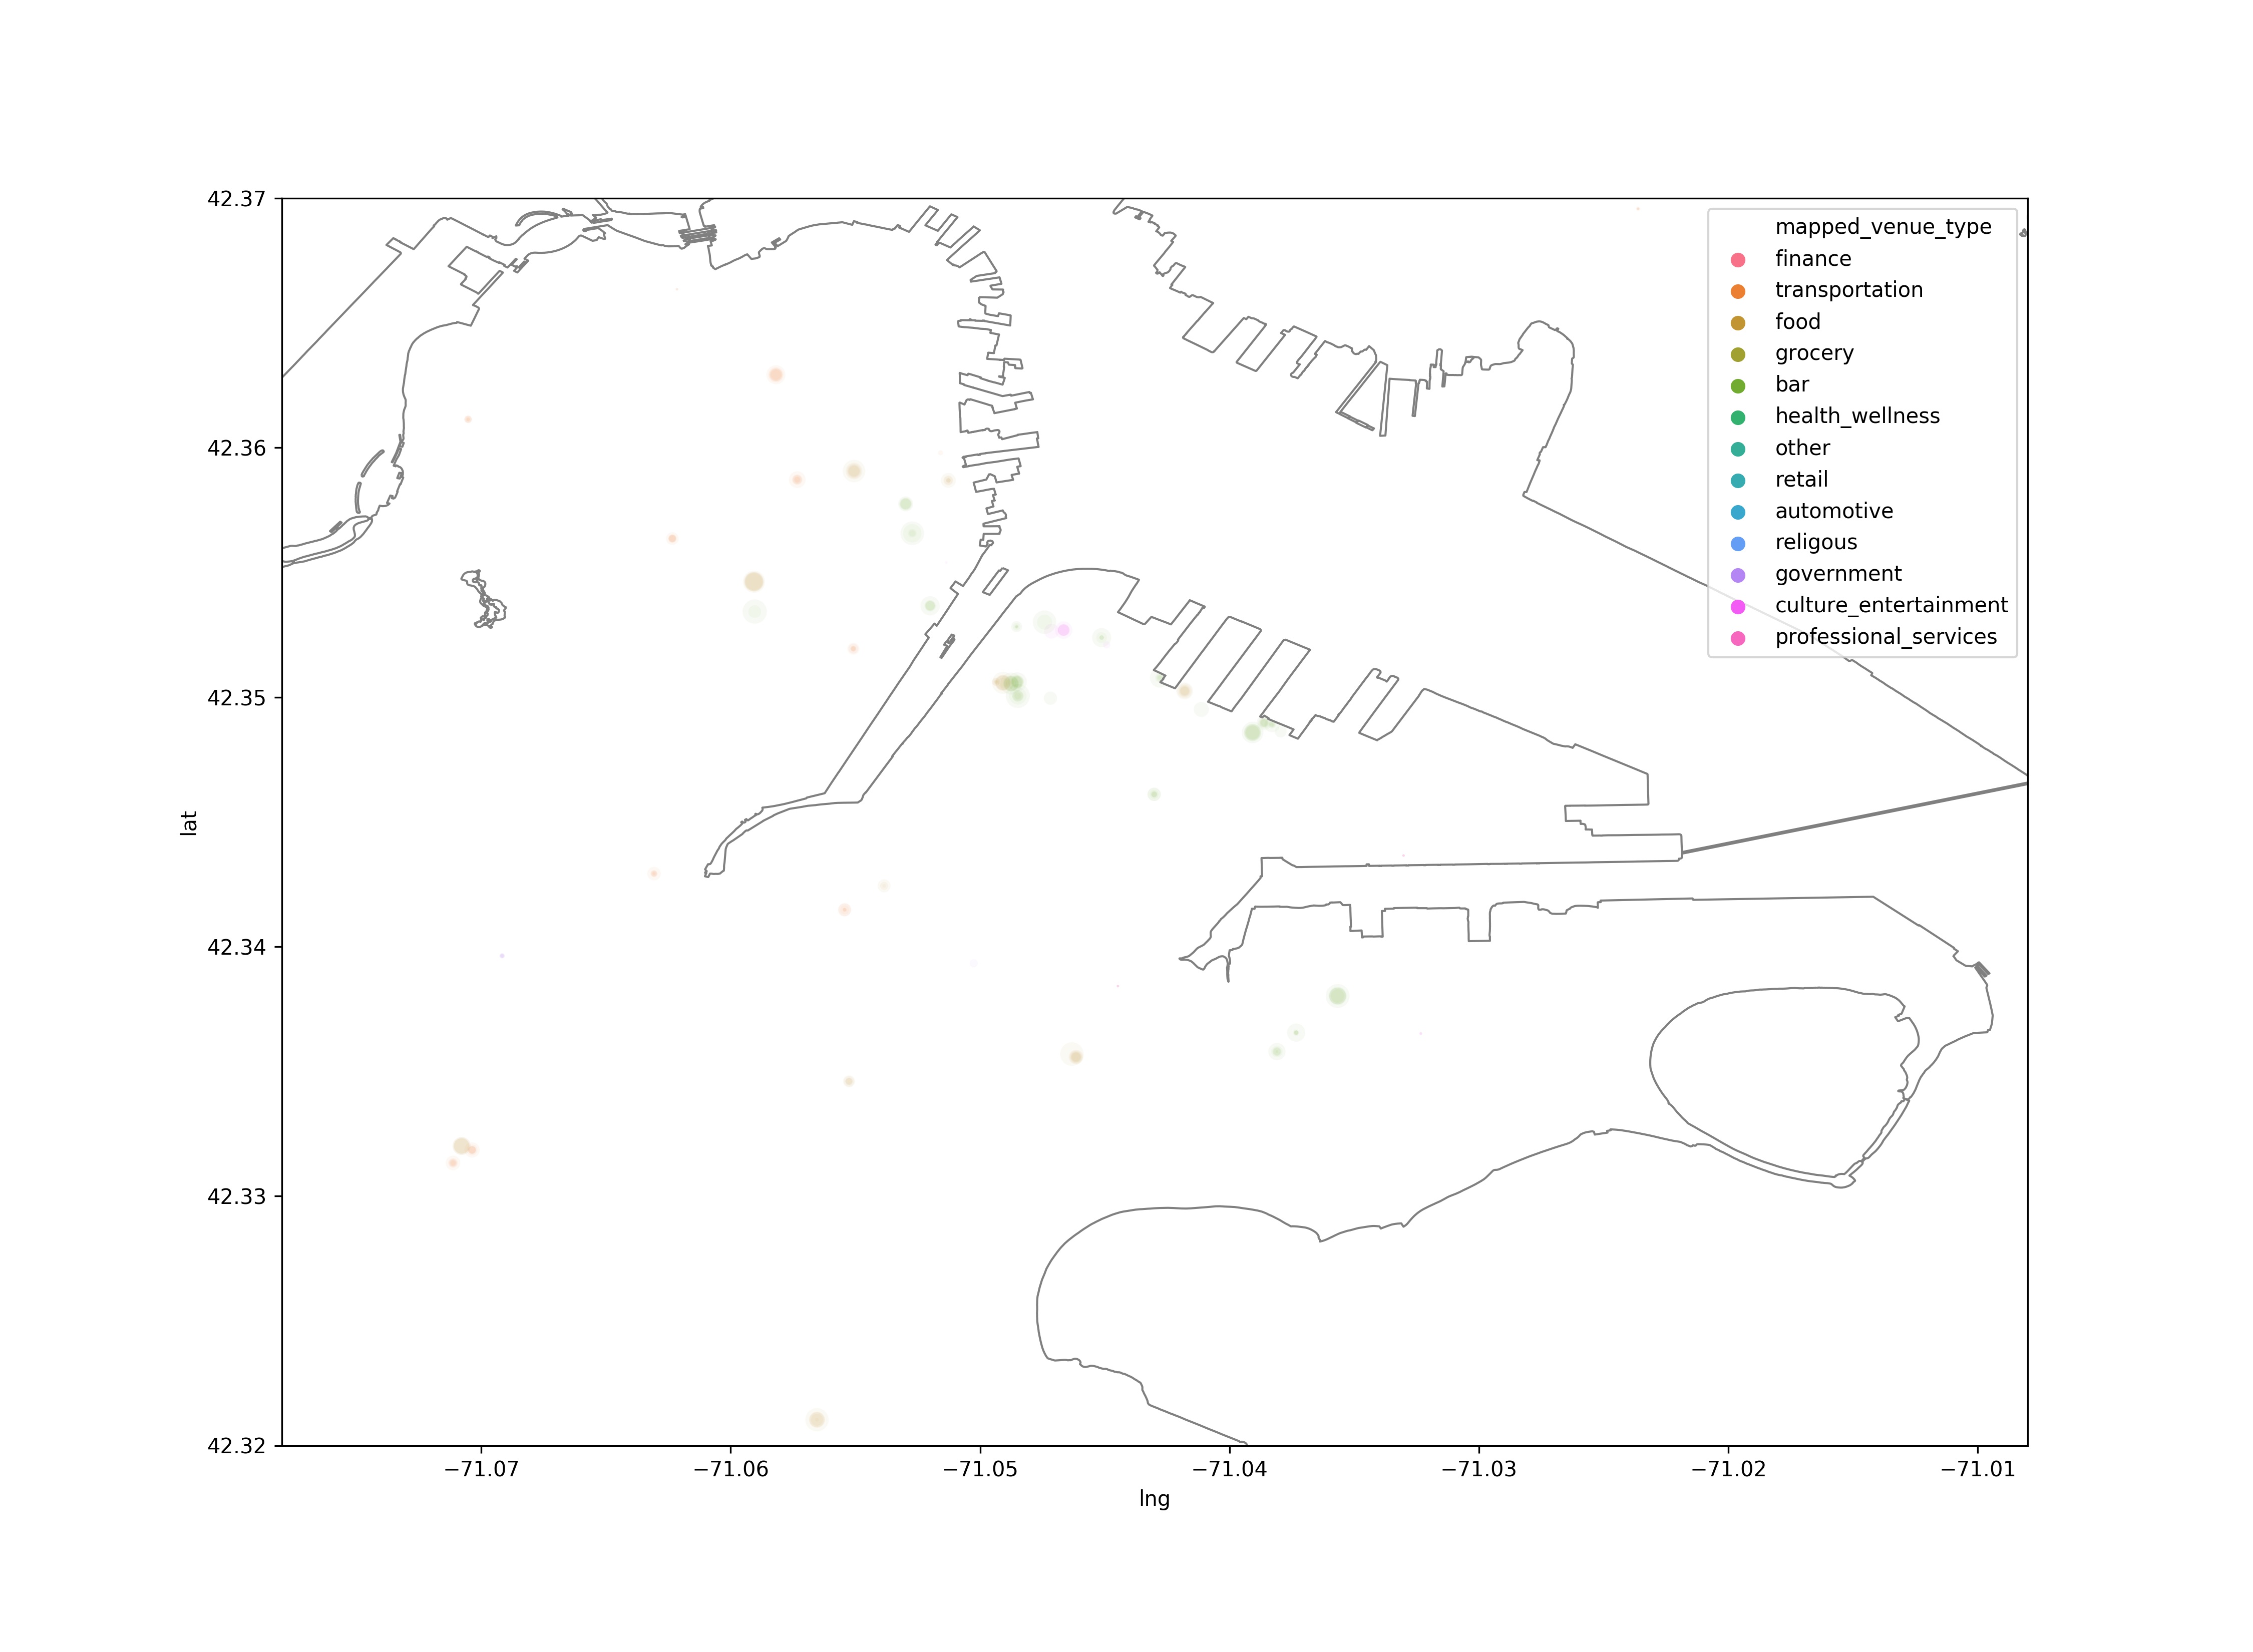 42.37
42.36
42.35
42.34
42.33
42.32
lat
−71.07
−71.06
−71.05
−71.04
−71.03
−71.02
−71.01
lng
mapped_venue_type
finance
transportation
food
grocery
bar
health_wellness
other
retail
automotive
religous
government
culture_entertainment
professional_services